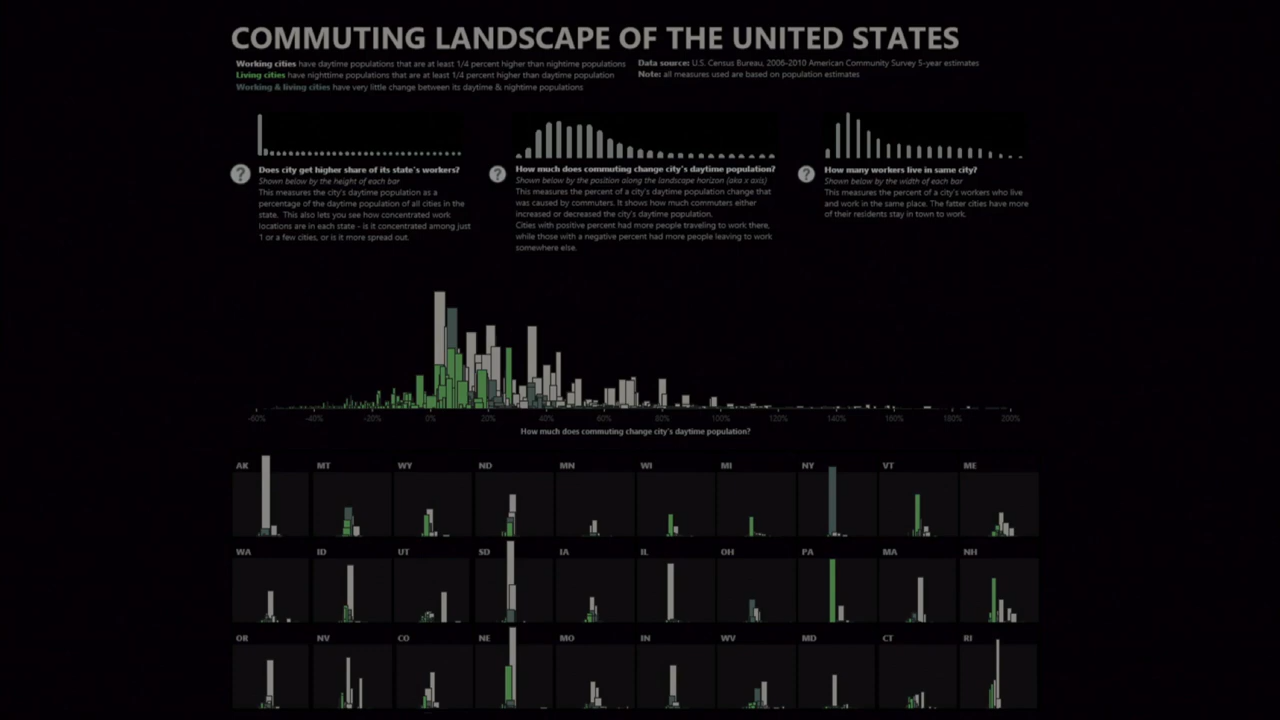 COMMUTING LANDSCAPE OF THE UNITED STATES
Working cities have daytime populations that are at least 1/4 percent higher than nightime populations
Living cities have nighttime populations that are at least 1/4 percent higher than daytime population
Working & living cities have very little change between its daytime & nightime populations
Data source: U.S. Census Bureau, 2006-2010 American Community Survey 5-year estimates
Note: all measures used are based on population estimates
?
Does city get higher share of its state's workers?
Shown below by the height of each bar
This measures the city's daytime population as a
percentage of the daytime population of all cities in the
state. This also lets you see how concentrated work
locations are in each state - is it concentrated among just
1 or a few cities, or is it more spread out.
?
How much does commuting change city's daytime population?
Shown below by the position along the landscape horizon (aka x axis)
This measures the percent of a city's daytime population change that
was caused by commuters. It shows how much commuters either
increased or decreased the city's daytime population.
Cities with positive percent had more people traveling to work there,
while those with a negative percent had more people leaving to work
somewhere else.
?
How many workers live in same city?
Shown below by the width of each bar
This measures the percent of a city's workers who live
and work in the same place. The fatter cities have more
of their residents stay in town to work.
-60% -40% -20% 0% 20% 40% 60% 80% 100% 120% 140% 160% 180% 200%
How much does commuting change city's daytime population?
AK MT WY ND MN WI MI NY VT ME
WA ID UT SD IA IL OH PA MA NH
OR NV CO NE MO IN WV MD CT RI